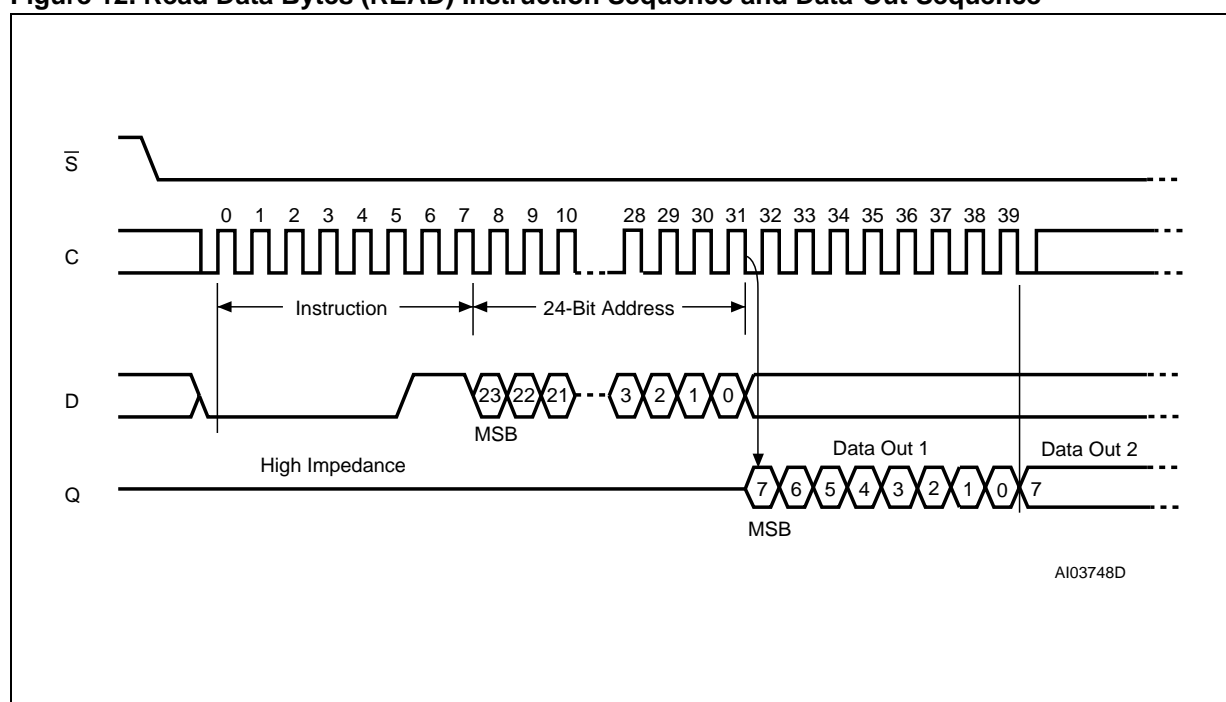 Figure 12. Read Data Bytes (READ) Instruction Sequence and Data-Out Sequence
S
0 1 2 3 4 5 6 7 8 9 10 28 29 30 31 32 33 34 35 36 37 38 39
C
Instruction 24-Bit Address
D
23 22 21 3 2 1 0
MSB
High Impedance
Data Out 1 Data Out 2
Q
7 6 5 4 3 2 1 0 7
MSB
AI03748D